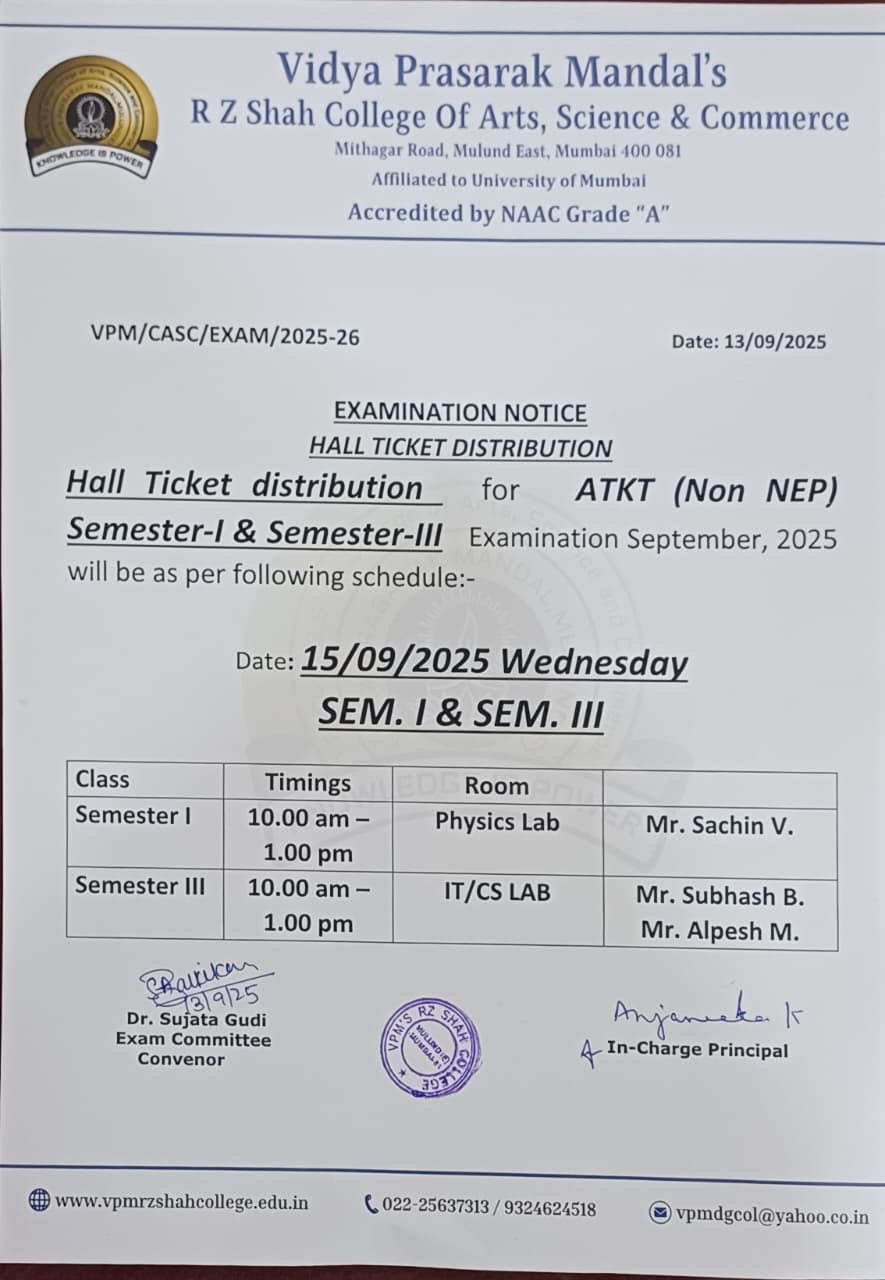 Vidya Prasarak Mandal's
R Z Shah College Of Arts, Science & Commerce
Mithagar Road, Mulund East, Mumbai 400 081
Affiliated to University of Mumbai
Accredited by NAAC Grade "A"
KNOWLEDGE IS POWER
VPM/CASC/EXAM/2025-26 Date: 13/09/2025
EXAMINATION NOTICE
HALL TICKET DISTRIBUTION
Hall Ticket distribution for ATKT (Non NEP)
Semester-I & Semester-III Examination September, 2025
will be as per following schedule:-
Date: 15/09/2025 Wednesday
SEM. I & SEM. III
Class Timings Room
Semester I 10.00 am – Physics Lab Mr. Sachin V.
1.00 pm
Semester III 10.00 am – IT/CS LAB Mr. Subhash B.
1.00 pm Mr. Alpesh M.
13/9/25
Dr. Sujata Gudi
Exam Committee
Convenor
VPM'S RZ SHAH COLLEGE
MULUND (E)
Anjaneeka K
In-Charge Principal
www.vpmrzshahcollege.edu.in 022-25637313 / 9324624518 vpmdgcol@yahoo.co.in